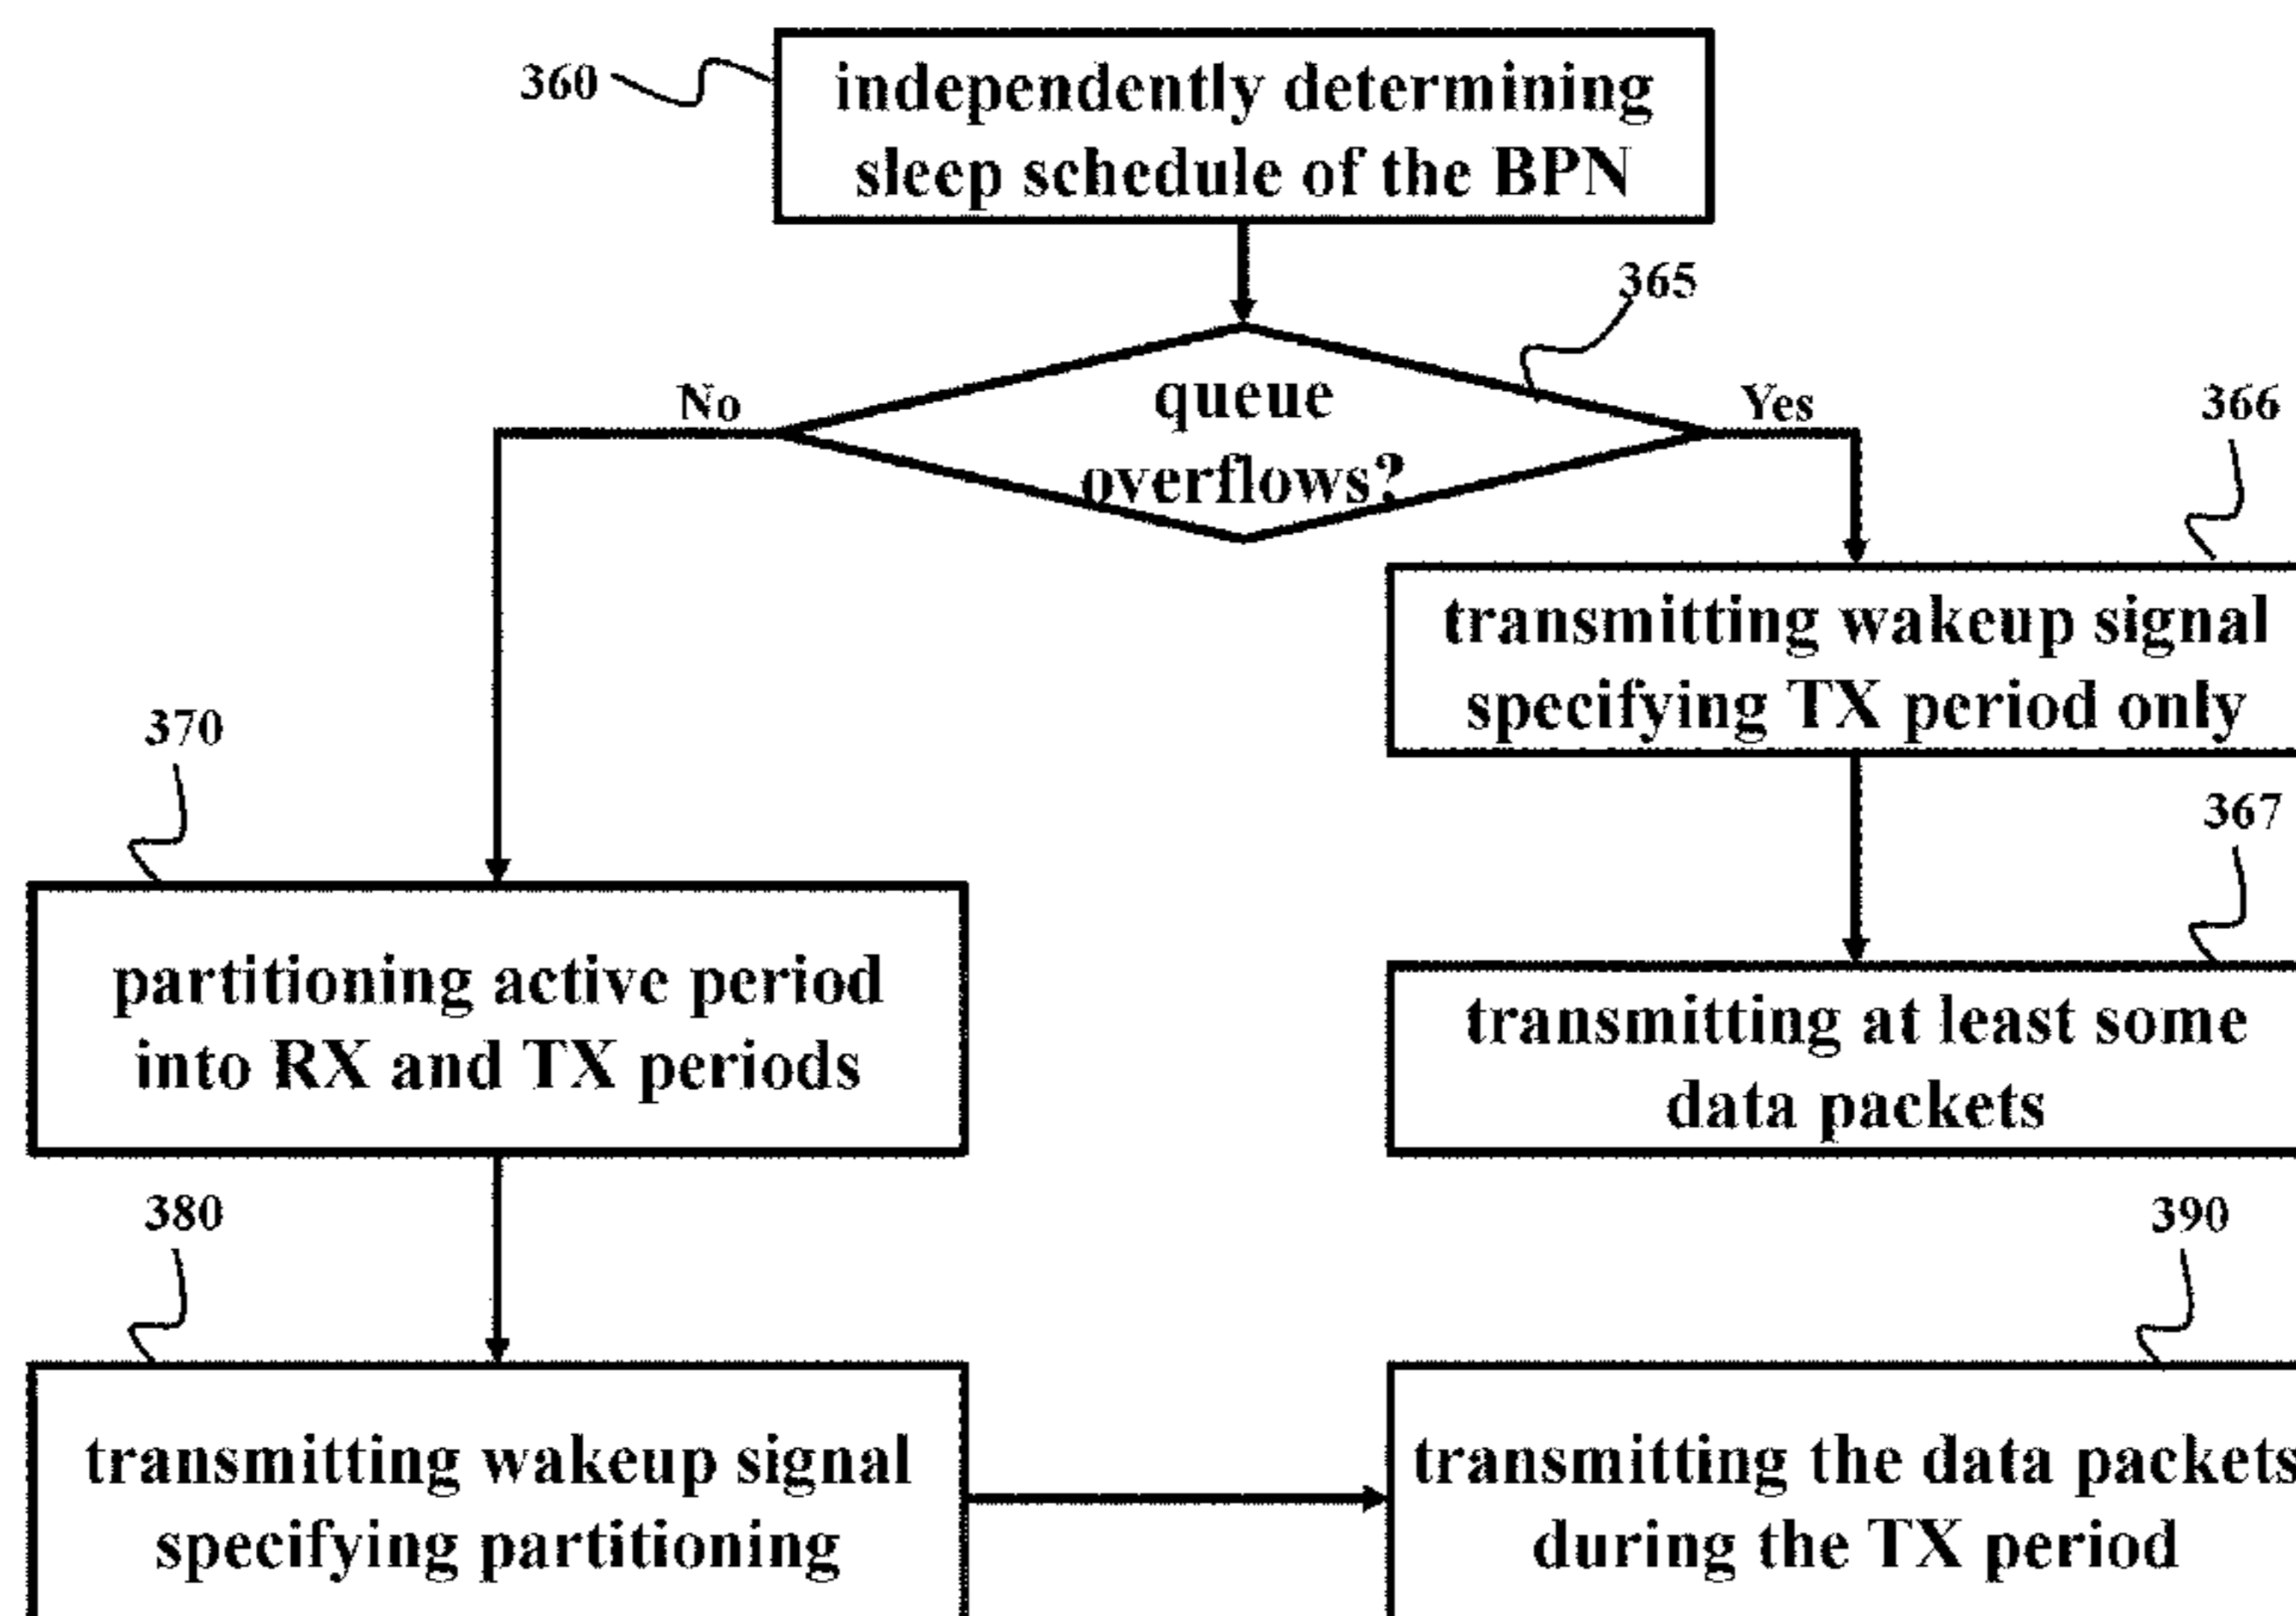 360
independently determining
sleep schedule of the BPN
365
queue
overflows?
No
Yes
366
transmitting wakeup signal
specifying TX period only
367
transmitting at least some
data packets
370
partitioning active period
into RX and TX periods
380
transmitting wakeup signal
specifying partitioning
390
transmitting the data packets
during the TX period